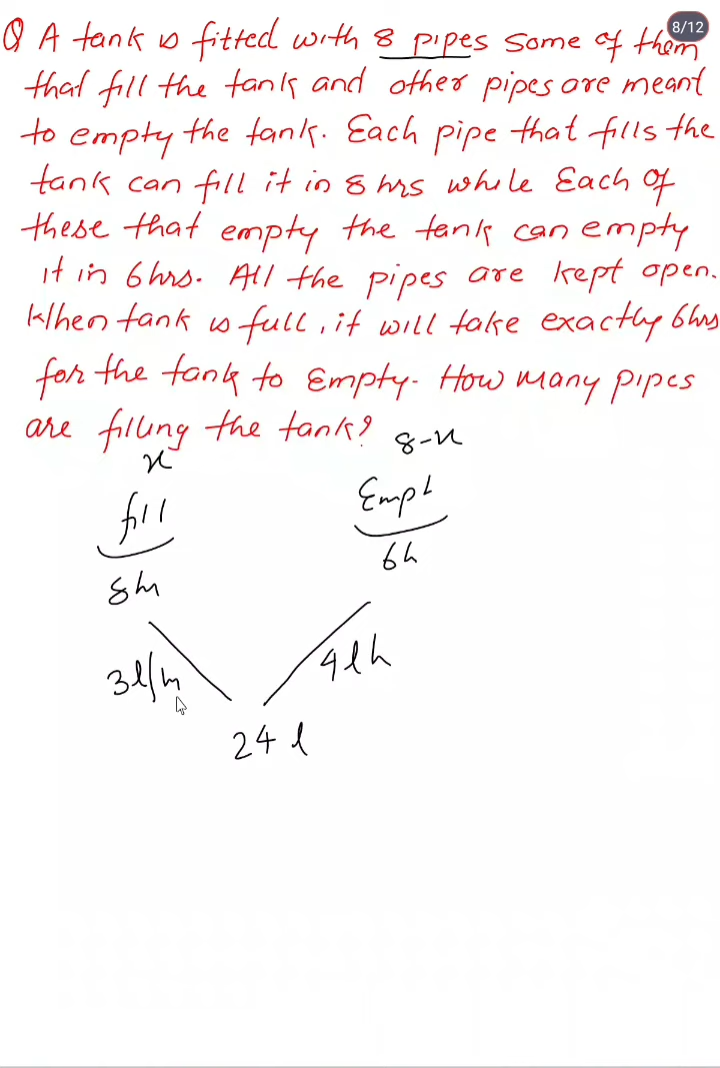 8/12
Q A tank is fitted with 8 pipes some of them
that fill the tank and other pipes are meant
to empty the tank. Each pipe that fills the
tank can fill it in 8 hrs while Each of
these that empty the tank can empty
it in 6hrs. All the pipes are kept open.
When tank is full, it will take exactly 6hrs
for the tank to Empty. How many pipes
are filling the tank?
x 8-x
fill Empt
8h 6h
3l/h 4lh
24 l